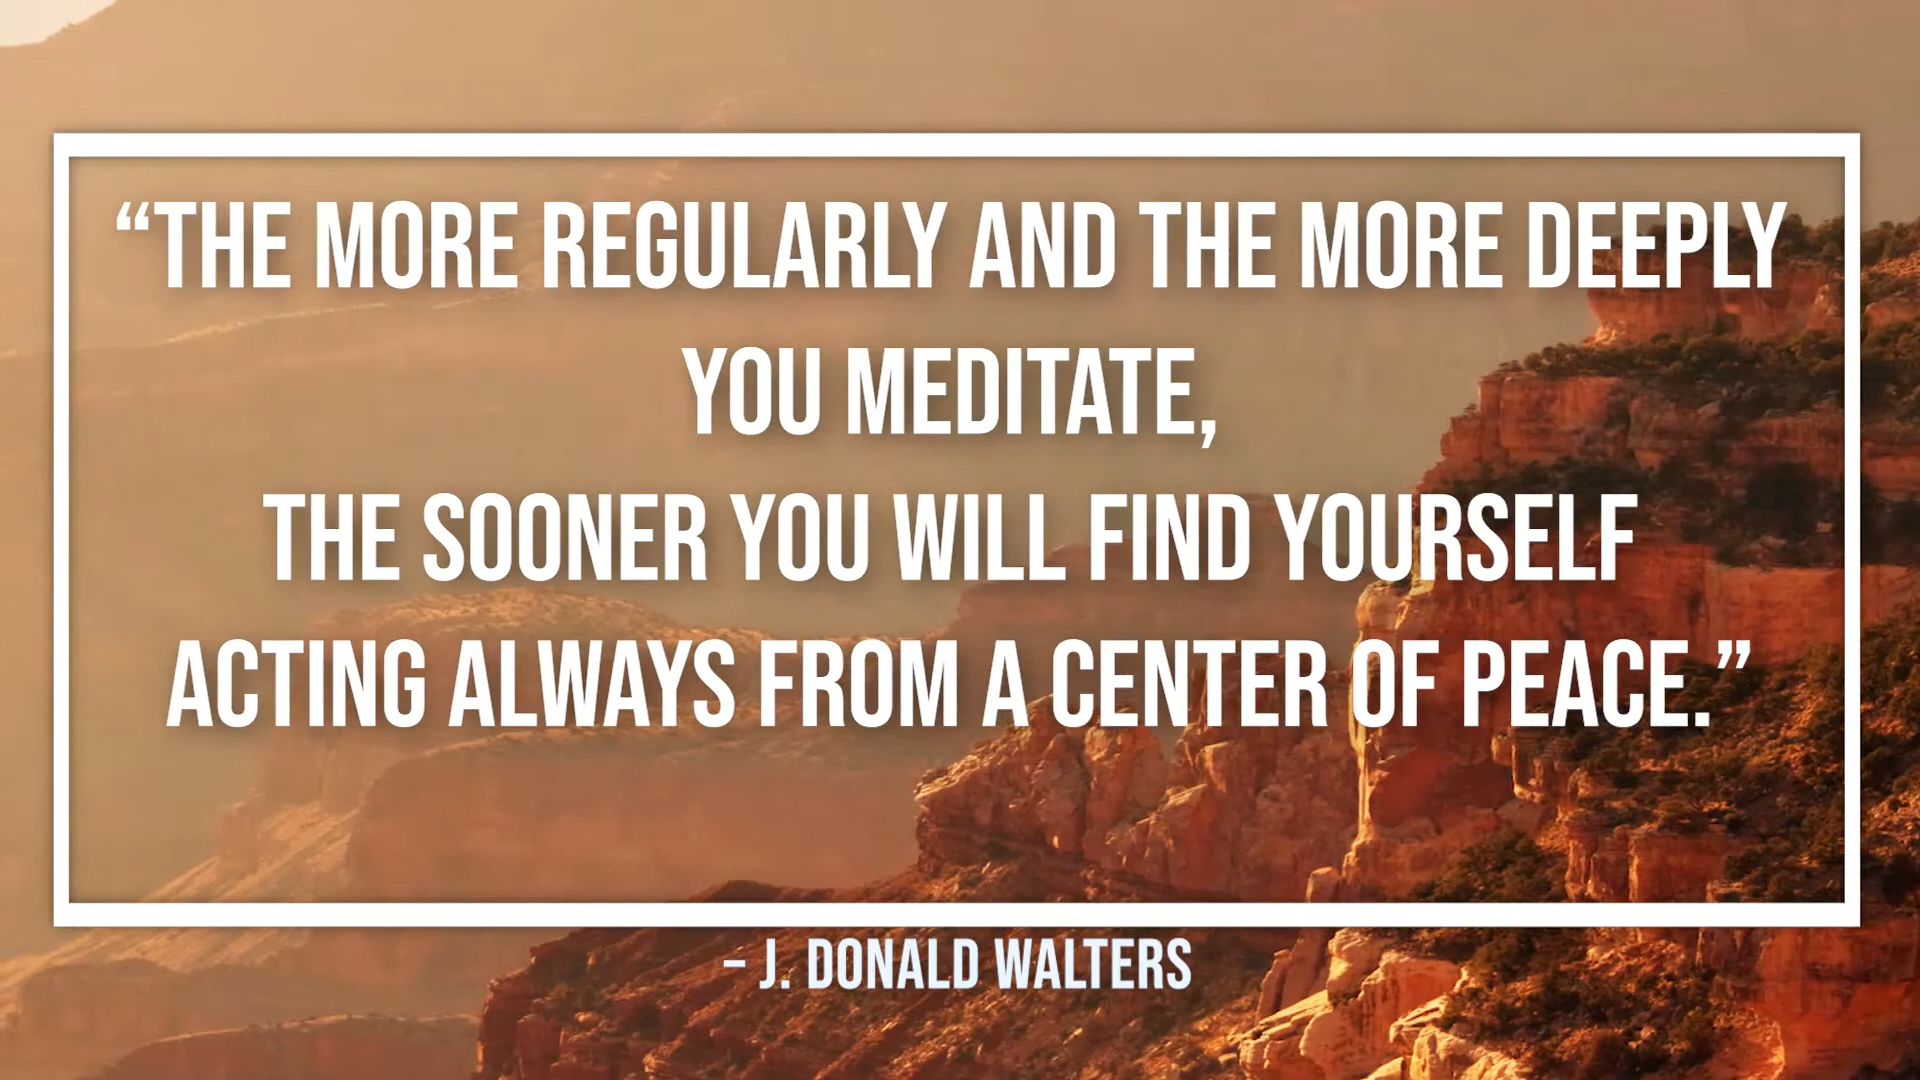 “THE MORE REGULARLY AND THE MORE DEEPLY
YOU MEDITATE,
THE SOONER YOU WILL FIND YOURSELF
ACTING ALWAYS FROM A CENTER OF PEACE.”
– J. DONALD WALTERS